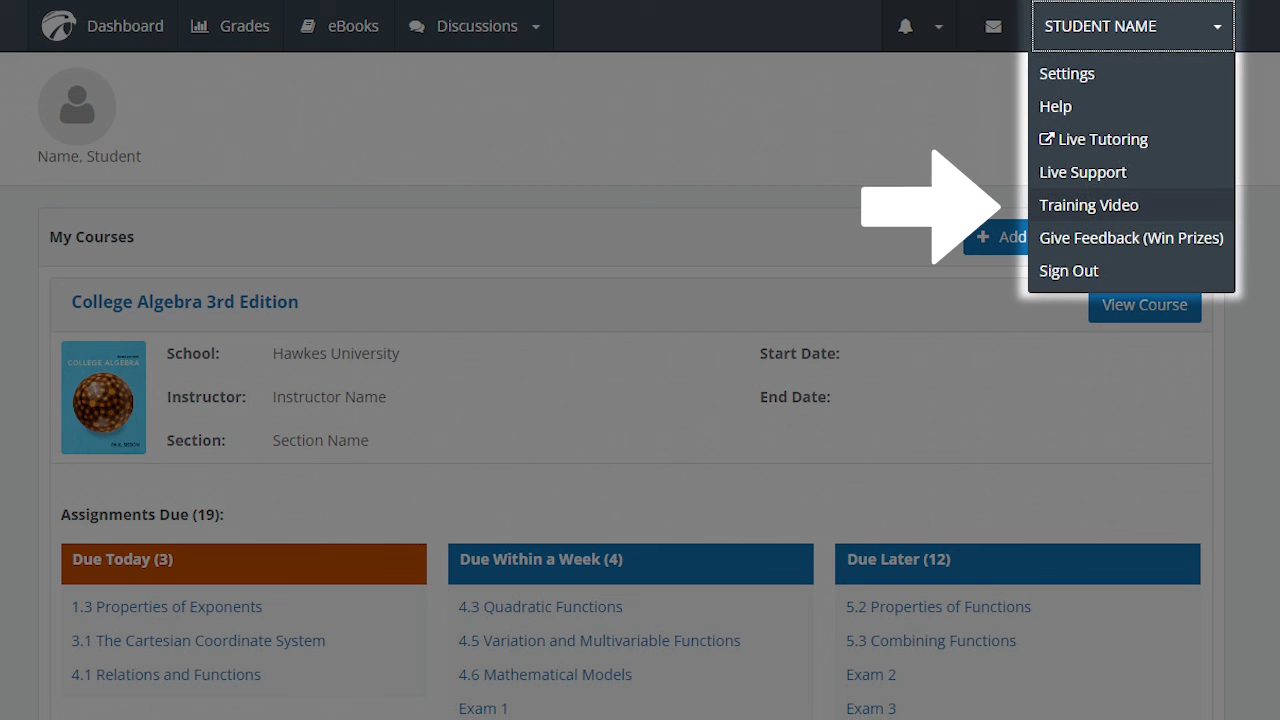 Dashboard
Grades
eBooks
Discussions
STUDENT NAME
Settings
Help
Live Tutoring
Live Support
Training Video
Give Feedback (Win Prizes)
Sign Out
Name, Student
My Courses
Add
College Algebra 3rd Edition
View Course
COLLEGE ALGEBRA
School: Hawkes University
Start Date:
Instructor: Instructor Name
End Date:
Section: Section Name
Assignments Due (19):
Due Today (3)
1.3 Properties of Exponents
3.1 The Cartesian Coordinate System
4.1 Relations and Functions
Due Within a Week (4)
4.3 Quadratic Functions
4.5 Variation and Multivariable Functions
4.6 Mathematical Models
Exam 1
Due Later (12)
5.2 Properties of Functions
5.3 Combining Functions
Exam 2
Exam 3